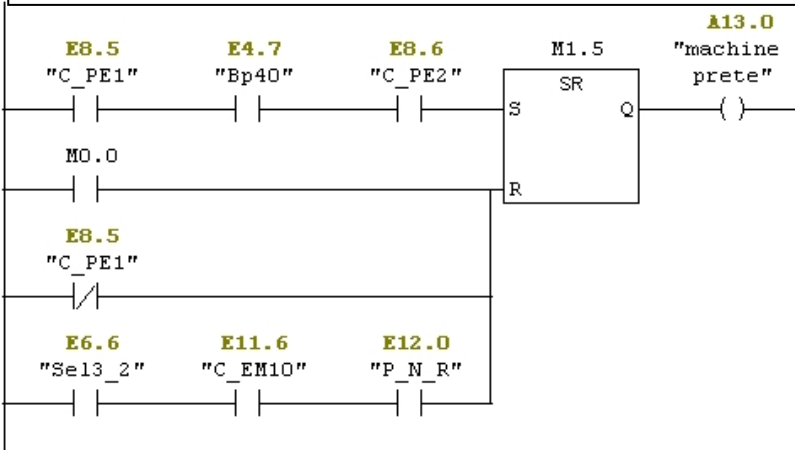 A13.0
E8.5 E4.7 E8.6 M1.5 "machine
"C_PE1" "Bp40" "C_PE2" SR prete"
S Q
M0.0
R
E8.5
"C_PE1"
E6.6 E11.6 E12.0
"Sel3_2" "C_EM10" "P_N_R"